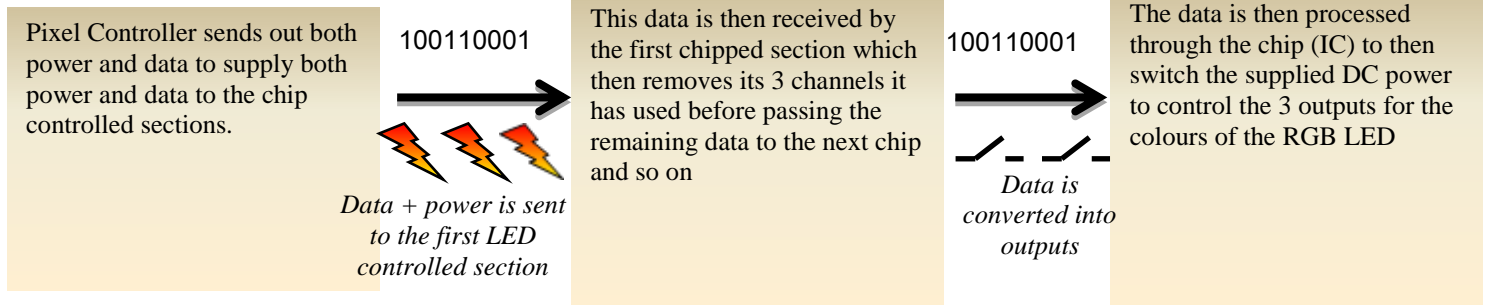 Pixel Controller sends out both
power and data to supply both
power and data to the chip
controlled sections.
100110001
Data + power is sent
to the first LED
controlled section
This data is then received by
the first chipped section which
then removes its 3 channels it
has used before passing the
remaining data to the next chip
and so on
100110001
Data is
converted into
outputs
The data is then processed
through the chip (IC) to then
switch the supplied DC power
to control the 3 outputs for the
colours of the RGB LED